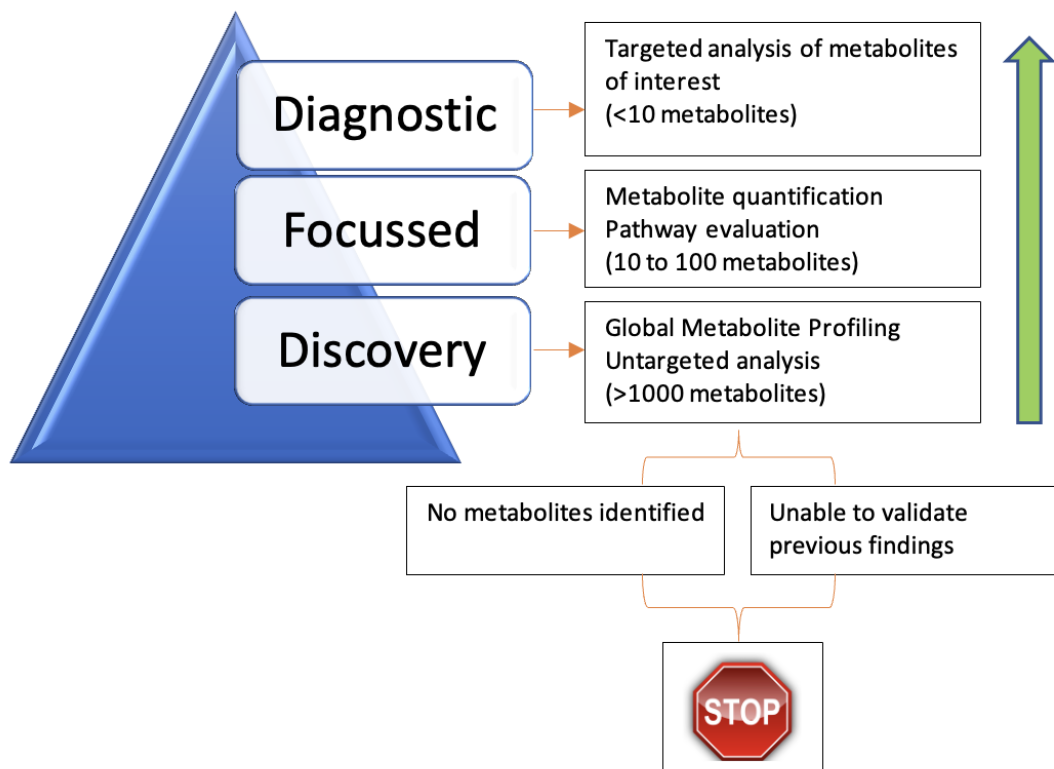 Diagnostic
Targeted analysis of metabolites
of interest
(<10 metabolites)
Focussed
Metabolite quantification
Pathway evaluation
(10 to 100 metabolites)
Discovery
Global Metabolite Profiling
Untargeted analysis
(>1000 metabolites)
No metabolites identified
Unable to validate
previous findings
STOP